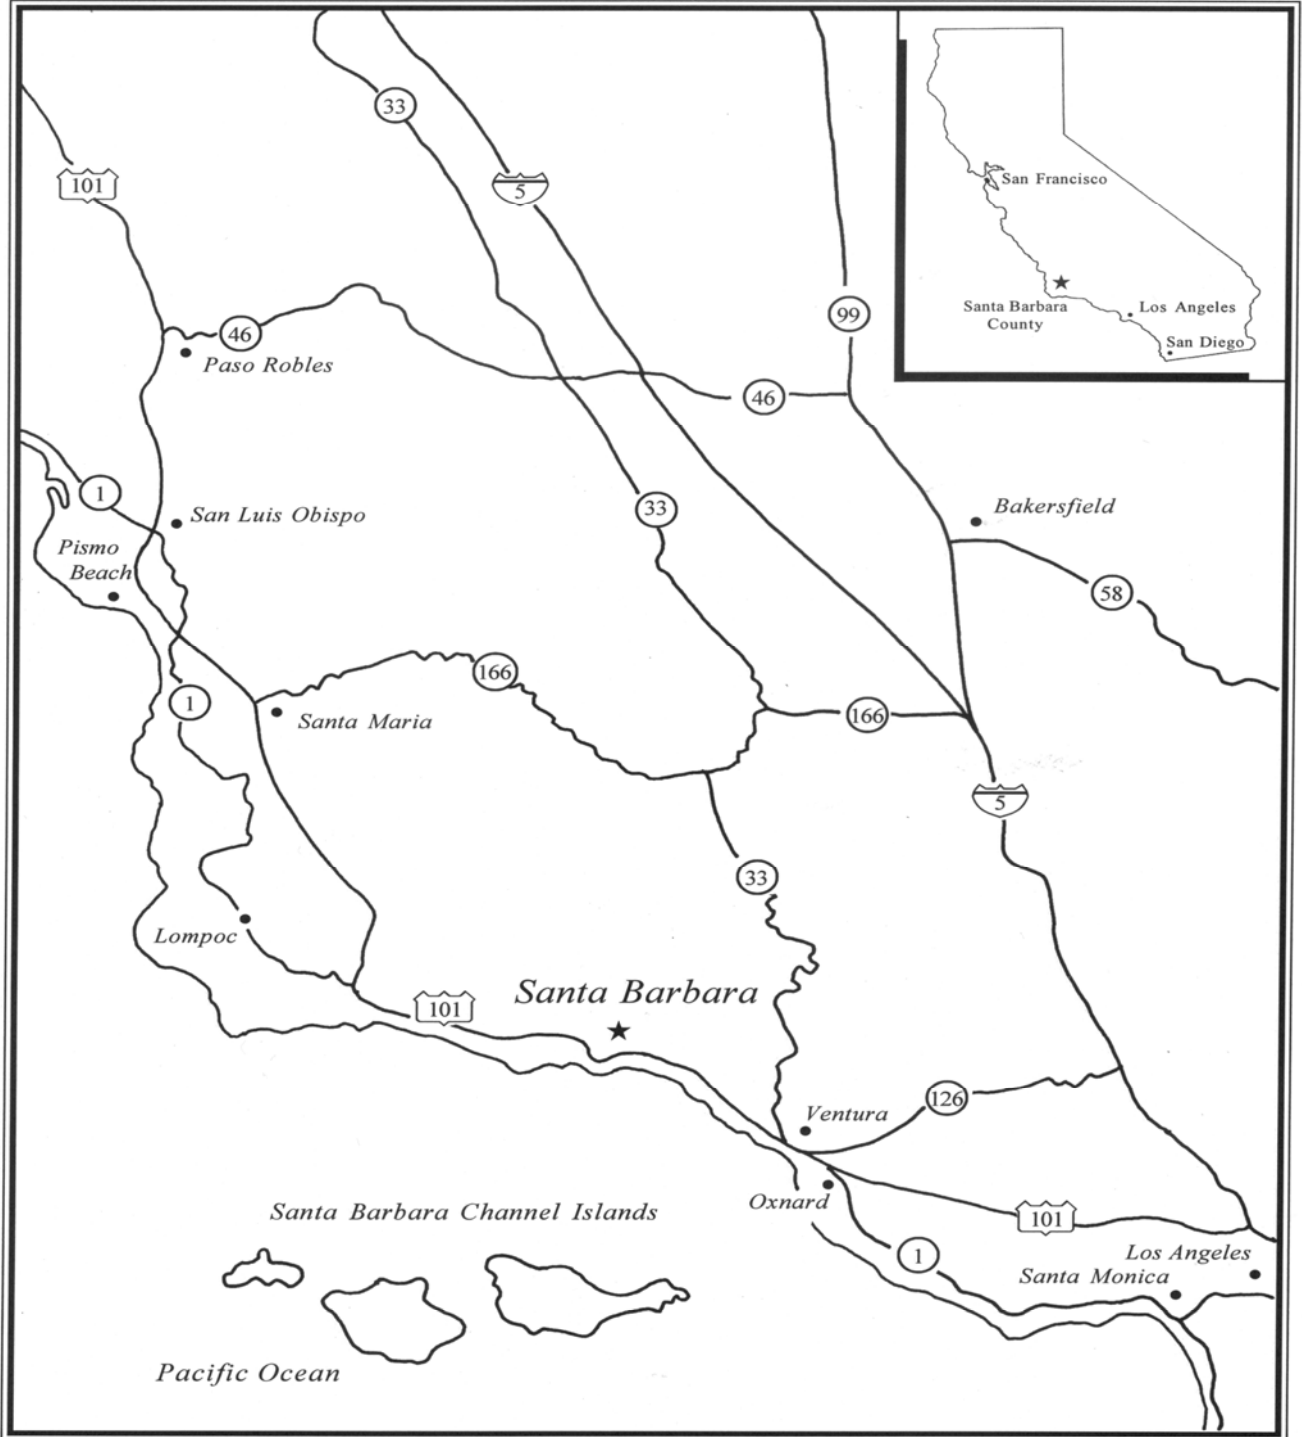 33
5
101
San Francisco
99
Santa Barbara
County
Los Angeles
San Diego
46
Paso Robles
46
1
San Luis Obispo
33
Bakersfield
Pismo
Beach
58
166
1
Santa Maria
166
5
33
Lompoc
Santa Barbara
101
126
Ventura
Oxnard
Santa Barbara Channel Islands
101
1
Los Angeles
Santa Monica
Pacific Ocean